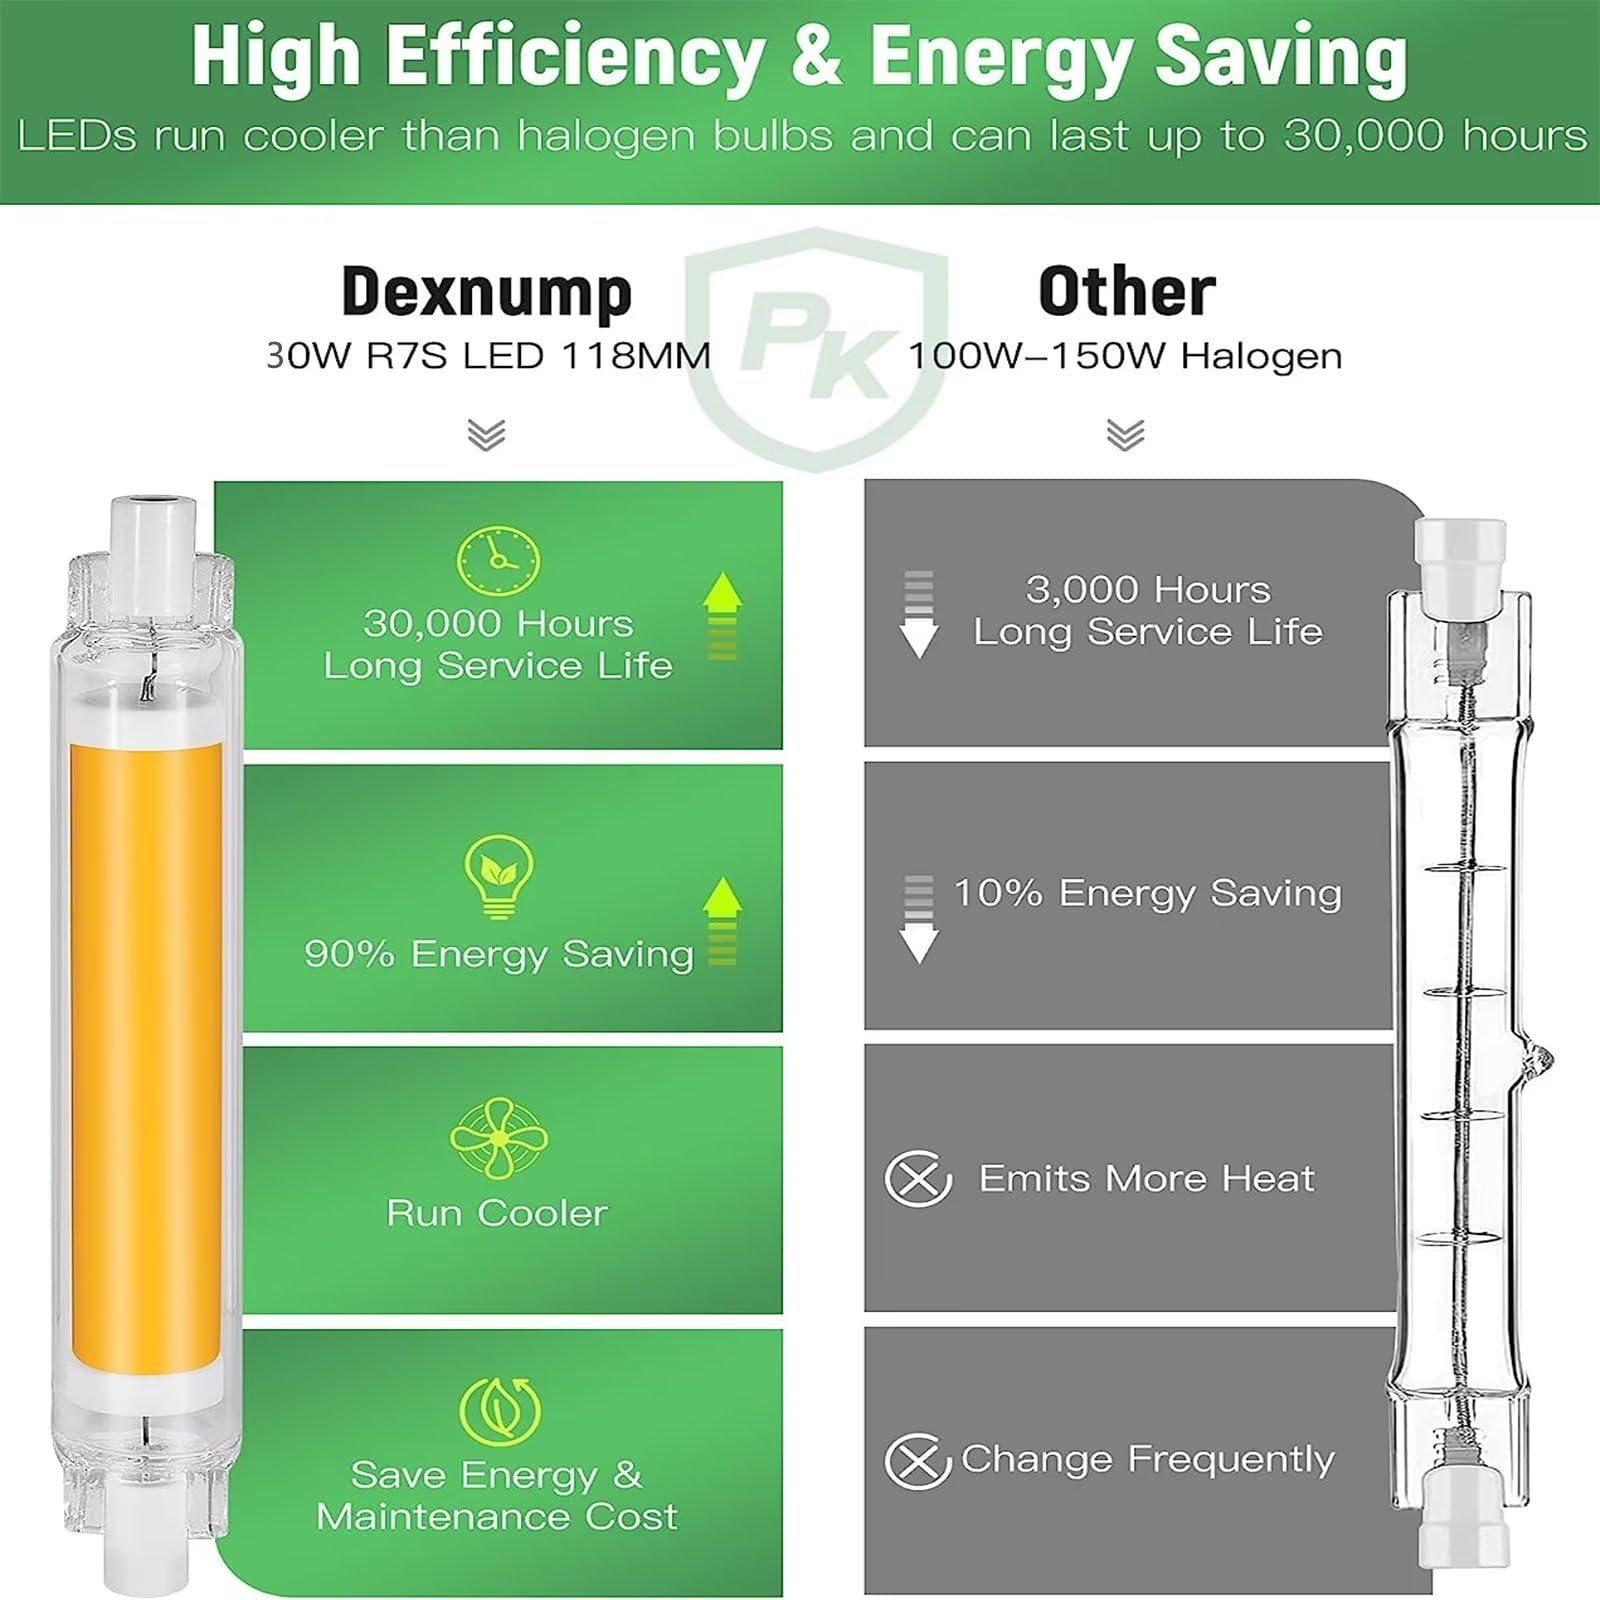 High Efficiency & Energy Saving
LEDs run cooler than halogen bulbs and can last up to 30,000 hours
PK
Dexnump
30W R7S LED 118MM
Other
100W-150W Halogen
30,000 Hours
Long Service Life
3,000 Hours
Long Service Life
90% Energy Saving
10% Energy Saving
Run Cooler
Emits More Heat
Save Energy &
Maintenance Cost
Change Frequently